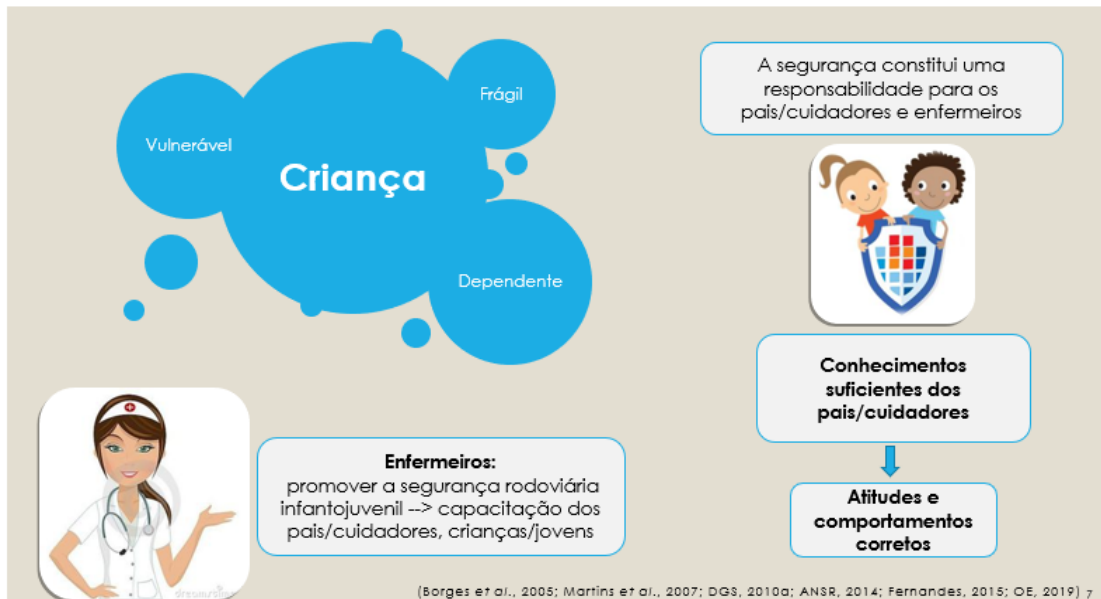 Vulnerável
Frágil
Criança
Dependente
A segurança constitui uma
responsabilidade para os
pais/cuidadores e enfermeiros
Conhecimentos
suficientes dos
pais/cuidadores
Atitudes e
comportamentos
corretos
Enfermeiros:
promover a segurança rodoviária
infantojuvenil --> capacitação dos
pais/cuidadores, crianças/jovens
(Borges et al., 2005; Martins et al., 2007; DGS, 2010a; ANSR, 2014; Fernandes, 2015; OE, 2019) 7